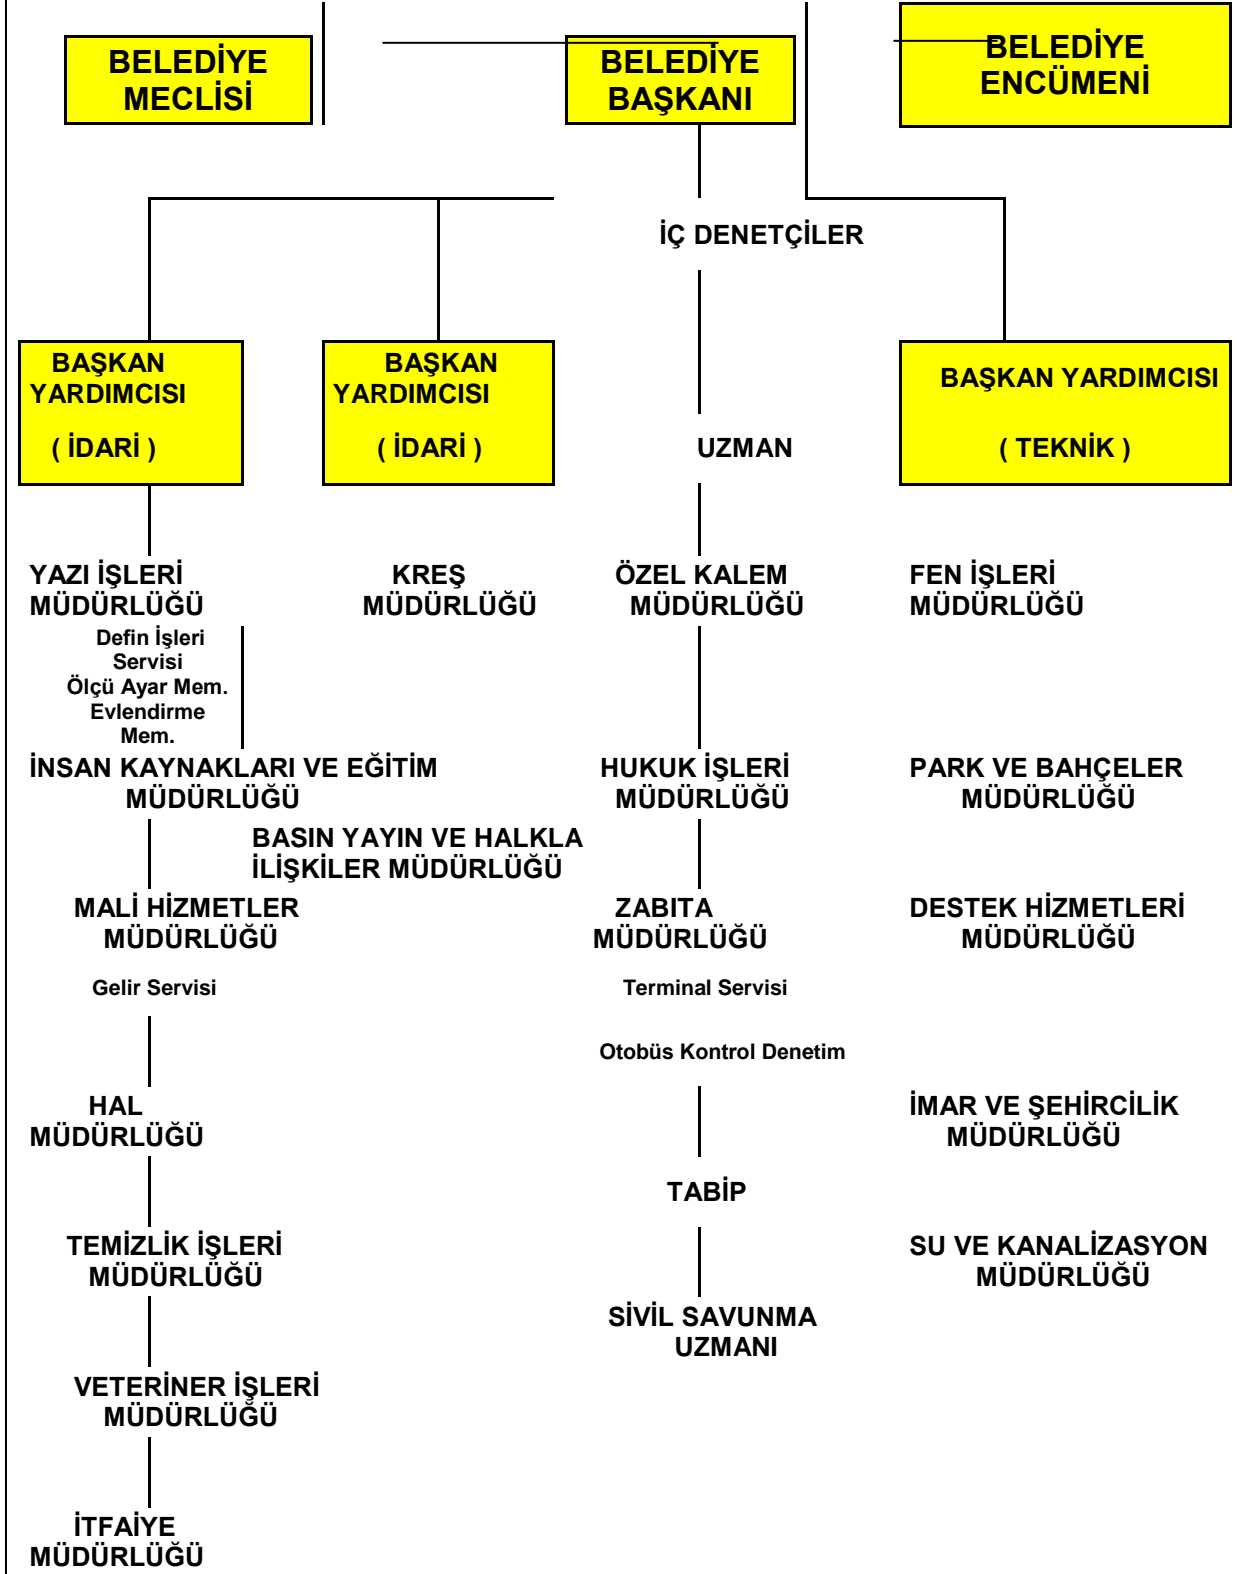 BELEDİYE
MECLİSİ
BELEDİYE
BAŞKANI
BELEDİYE
ENCÜMENİ
İÇ DENETÇİLER
BAŞKAN
YARDIMCISI
( İDARİ )
BAŞKAN
YARDIMCISI
( İDARİ )
UZMAN
BAŞKAN YARDIMCISI
( TEKNİK )
YAZI İŞLERİ
MÜDÜRLÜĞÜ
Defin İşleri
Servisi
Ölçü Ayar Mem.
Evlendirme
Mem.
KREŞ
MÜDÜRLÜĞÜ
ÖZEL KALEM
MÜDÜRLÜĞÜ
FEN İŞLERİ
MÜDÜRLÜĞÜ
İNSAN KAYNAKLARI VE EĞİTİM
MÜDÜRLÜĞÜ
BASIN YAYIN VE HALKLA
İLİŞKİLER MÜDÜRLÜĞÜ
HUKUK İŞLERİ
MÜDÜRLÜĞÜ
PARK VE BAHÇELER
MÜDÜRLÜĞÜ
MALİ HİZMETLER
MÜDÜRLÜĞÜ
Gelir Servisi
ZABITA
MÜDÜRLÜĞÜ
Terminal Servisi
Otobüs Kontrol Denetim
DESTEK HİZMETLERİ
MÜDÜRLÜĞÜ
HAL
MÜDÜRLÜĞÜ
TABİP
İMAR VE ŞEHİRCİLİK
MÜDÜRLÜĞÜ
TEMİZLİK İŞLERİ
MÜDÜRLÜĞÜ
SİVİL SAVUNMA
UZMANI
SU VE KANALİZASYON
MÜDÜRLÜĞÜ
VETERİNER İŞLERİ
MÜDÜRLÜĞÜ
İTFAİYE
MÜDÜRLÜĞÜ